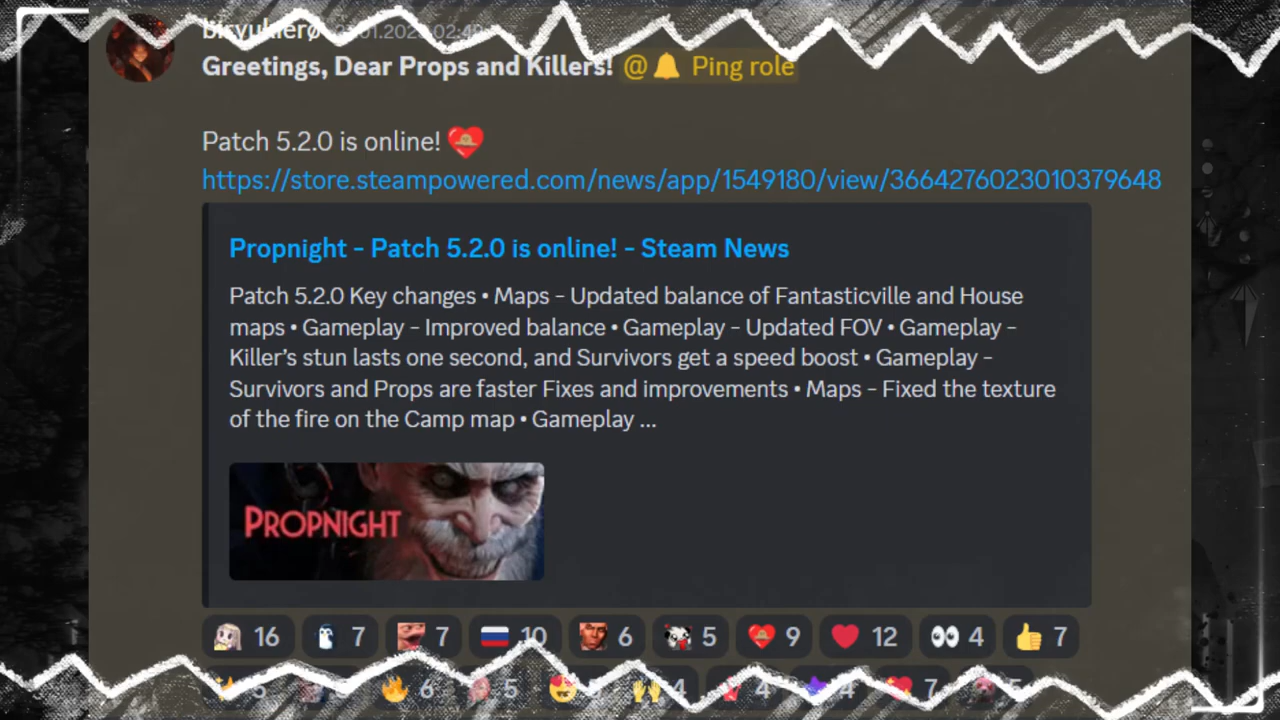 Greetings, Dear Props and Killers! @🔔 Ping role
Patch 5.2.0 is online!
https://store.steampowered.com/news/app/1549180/view/3664276023010379648
Propnight - Patch 5.2.0 is online! - Steam News
Patch 5.2.0 Key changes • Maps - Updated balance of Fantasticville and House
maps • Gameplay - Improved balance • Gameplay - Updated FOV • Gameplay -
Killer’s stun lasts one second, and Survivors get a speed boost • Gameplay -
Survivors and Props are faster Fixes and improvements • Maps - Fixed the texture
of the fire on the Camp map • Gameplay ...
PROPNIGHT
16 7 7 10 6 5 9 12 4 7
5 6 5 4 4 4 7 5